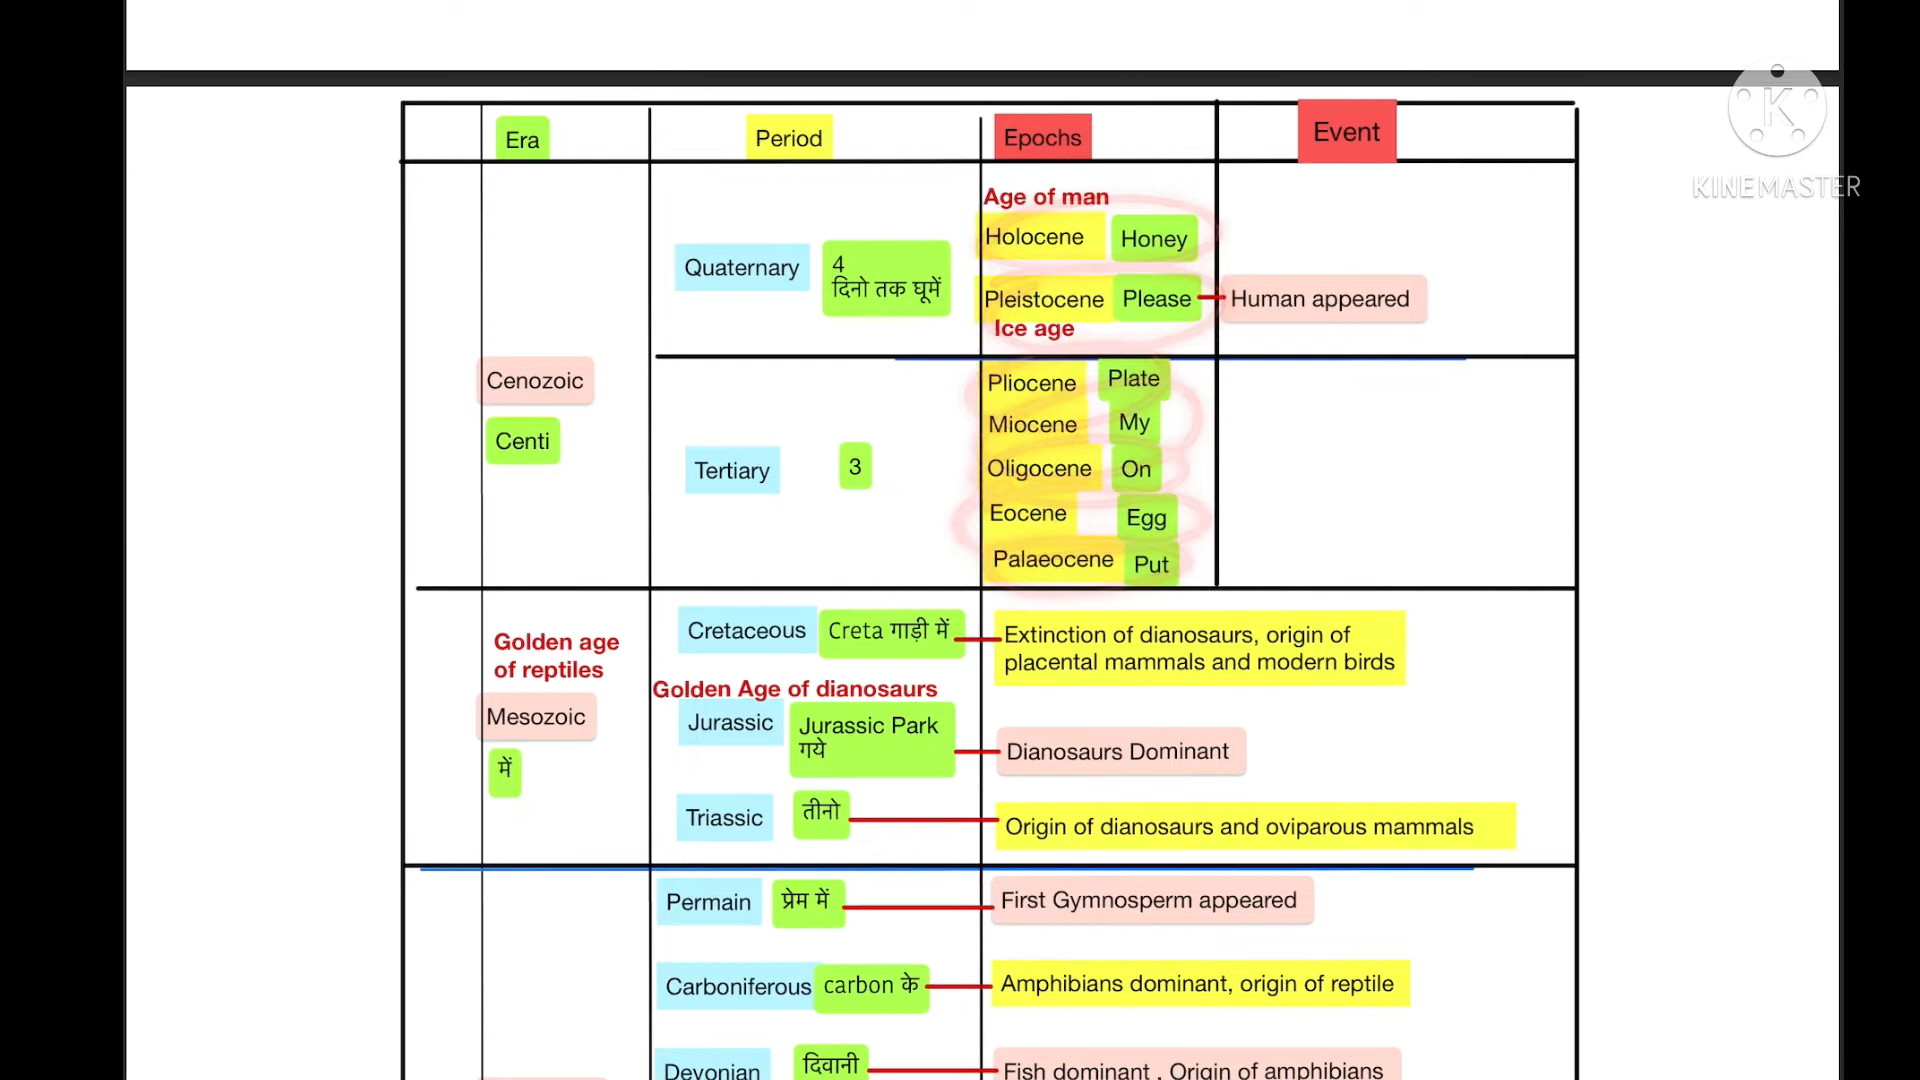 KINEMASTER
Era Period Epochs Event
Age of man
Holocene Honey
Quaternary 4
दिनो तक घूमें
Pleistocene Please Human appeared
Ice age
Cenozoic
Centi
Pliocene Plate
Miocene My
Tertiary 3 Oligocene On
Eocene Egg
Palaeocene Put
Golden age
of reptiles
Mesozoic
में
Cretaceous Creta गाड़ी में Extinction of dianosaurs, origin of
placental mammals and modern birds
Golden Age of dianosaurs
Jurassic Jurassic Park
गये
Dianosaurs Dominant
Triassic तीनो Origin of dianosaurs and oviparous mammals
Permain प्रेम में First Gymnosperm appeared
Carboniferous carbon के Amphibians dominant, origin of reptile
Devonian दिवानी Fish dominant , Origin of amphibians